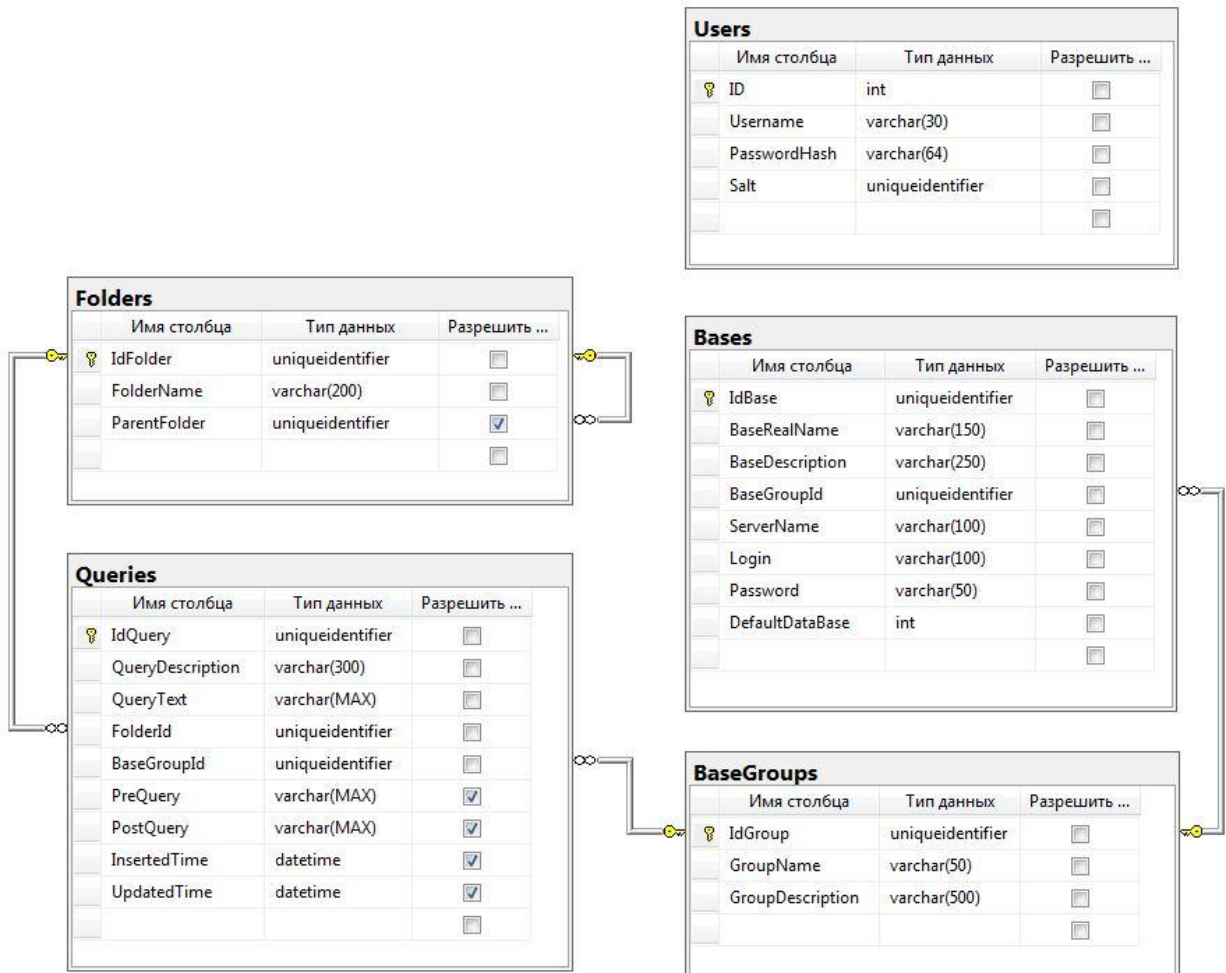 Users
Имя столбца Тип данных Разрешить ...
ID int
Username varchar(30)
PasswordHash varchar(64)
Salt uniqueidentifier
Folders
Имя столбца Тип данных Разрешить ...
IdFolder uniqueidentifier
FolderName varchar(200)
ParentFolder uniqueidentifier
Bases
Имя столбца Тип данных Разрешить ...
IdBase uniqueidentifier
BaseRealName varchar(150)
BaseDescription varchar(250)
BaseGroupId uniqueidentifier
ServerName varchar(100)
Login varchar(100)
Password varchar(50)
DefaultDataBase int
Queries
Имя столбца Тип данных Разрешить ...
IdQuery uniqueidentifier
QueryDescription varchar(300)
QueryText varchar(MAX)
FolderId uniqueidentifier
BaseGroupId uniqueidentifier
PreQuery varchar(MAX)
PostQuery varchar(MAX)
InsertedTime datetime
UpdatedTime datetime
BaseGroups
Имя столбца Тип данных Разрешить ...
IdGroup uniqueidentifier
GroupName varchar(50)
GroupDescription varchar(500)